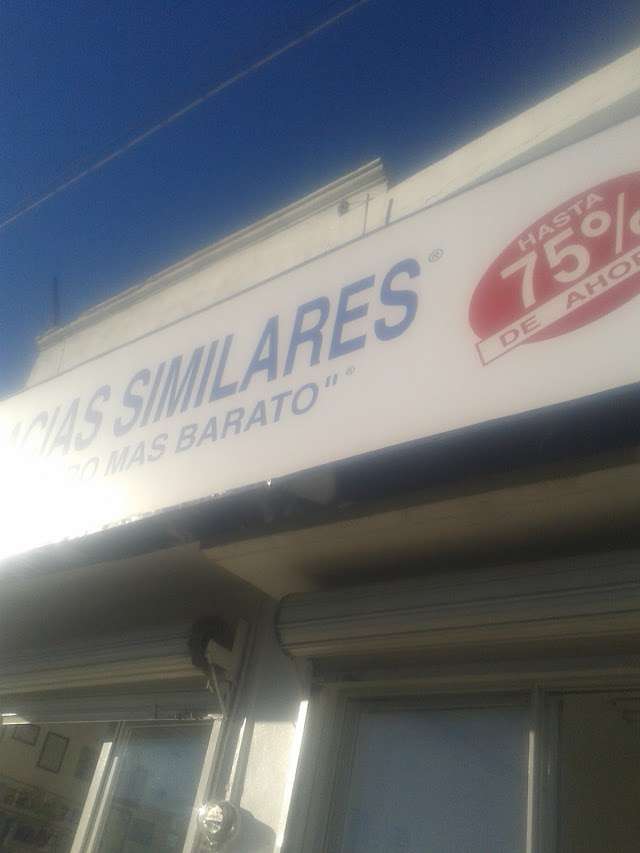 ACIAS SIMILARES®
MAS BARATO"®
HASTA
75%
DE AHOR